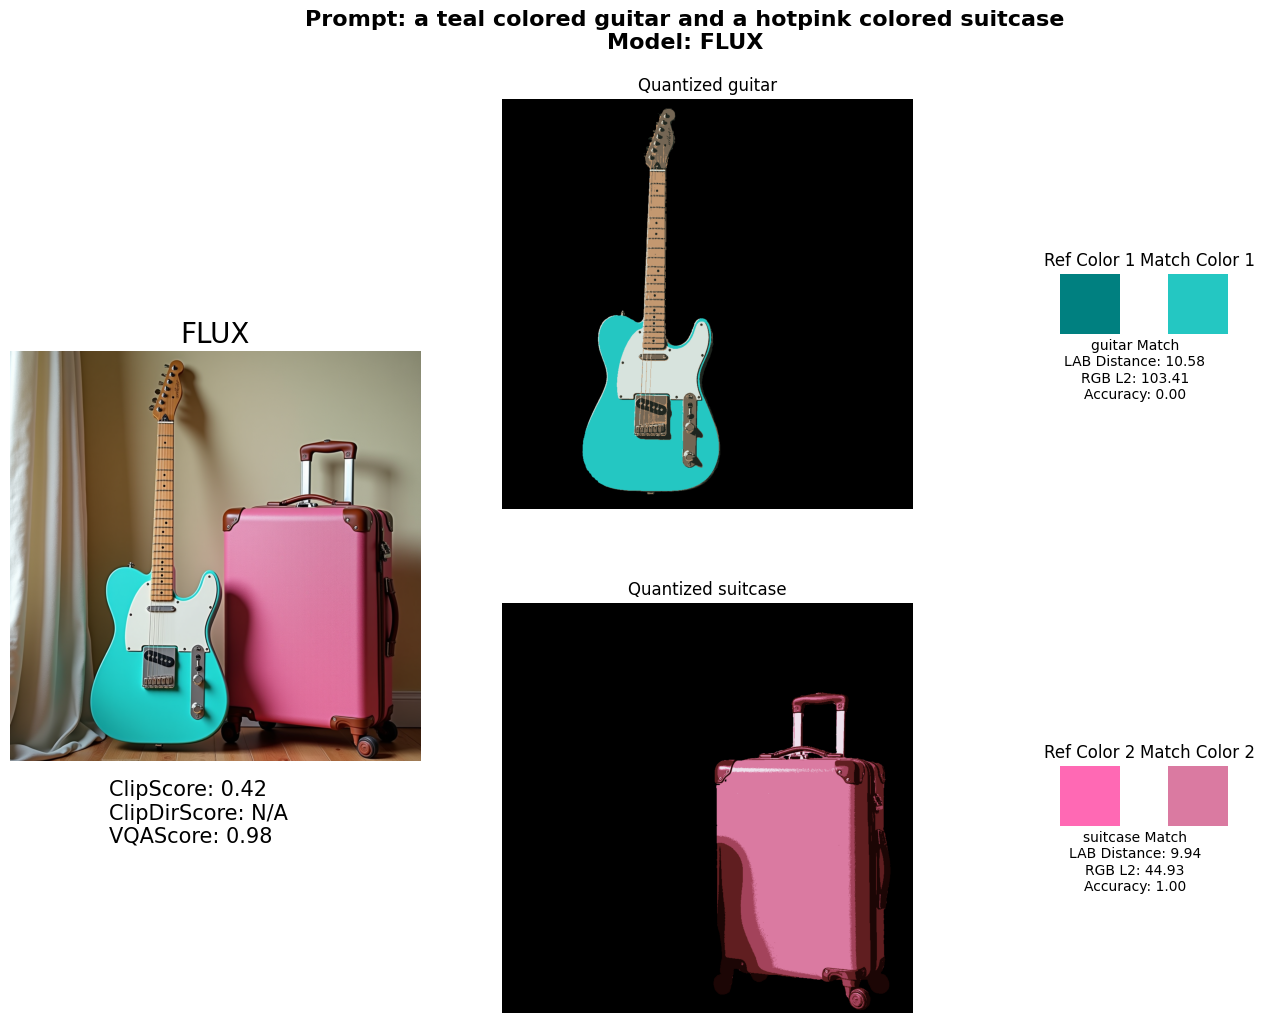 Prompt: a teal colored guitar and a hotpink colored suitcase
Model: FLUX
Quantized guitar
Ref Color 1 Match Color 1
guitar Match
LAB Distance: 10.58
RGB L2: 103.41
Accuracy: 0.00
FLUX
ClipScore: 0.42
ClipDirScore: N/A
VQAScore: 0.98
Quantized suitcase
Ref Color 2 Match Color 2
suitcase Match
LAB Distance: 9.94
RGB L2: 44.93
Accuracy: 1.00